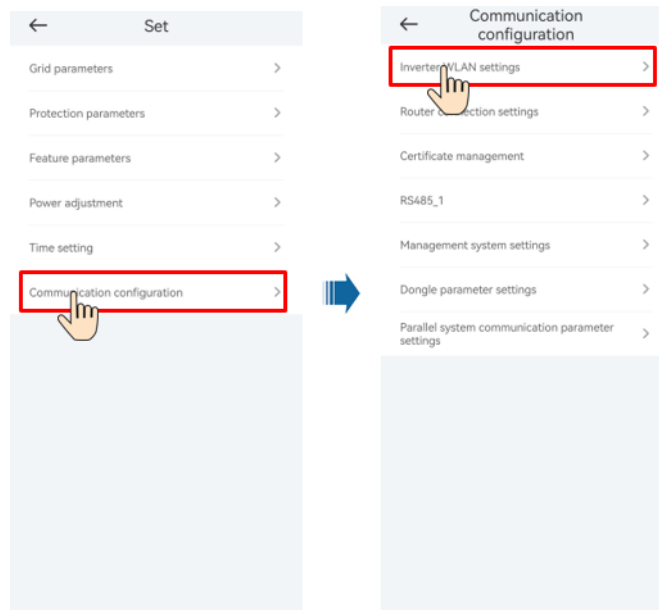 Set
Grid parameters
Protection parameters
Feature parameters
Power adjustment
Time setting
Communication configuration
Communication
configuration
Inverter WLAN settings
Router connection settings
Certificate management
RS485_1
Management system settings
Dongle parameter settings
Parallel system communication parameter
settings